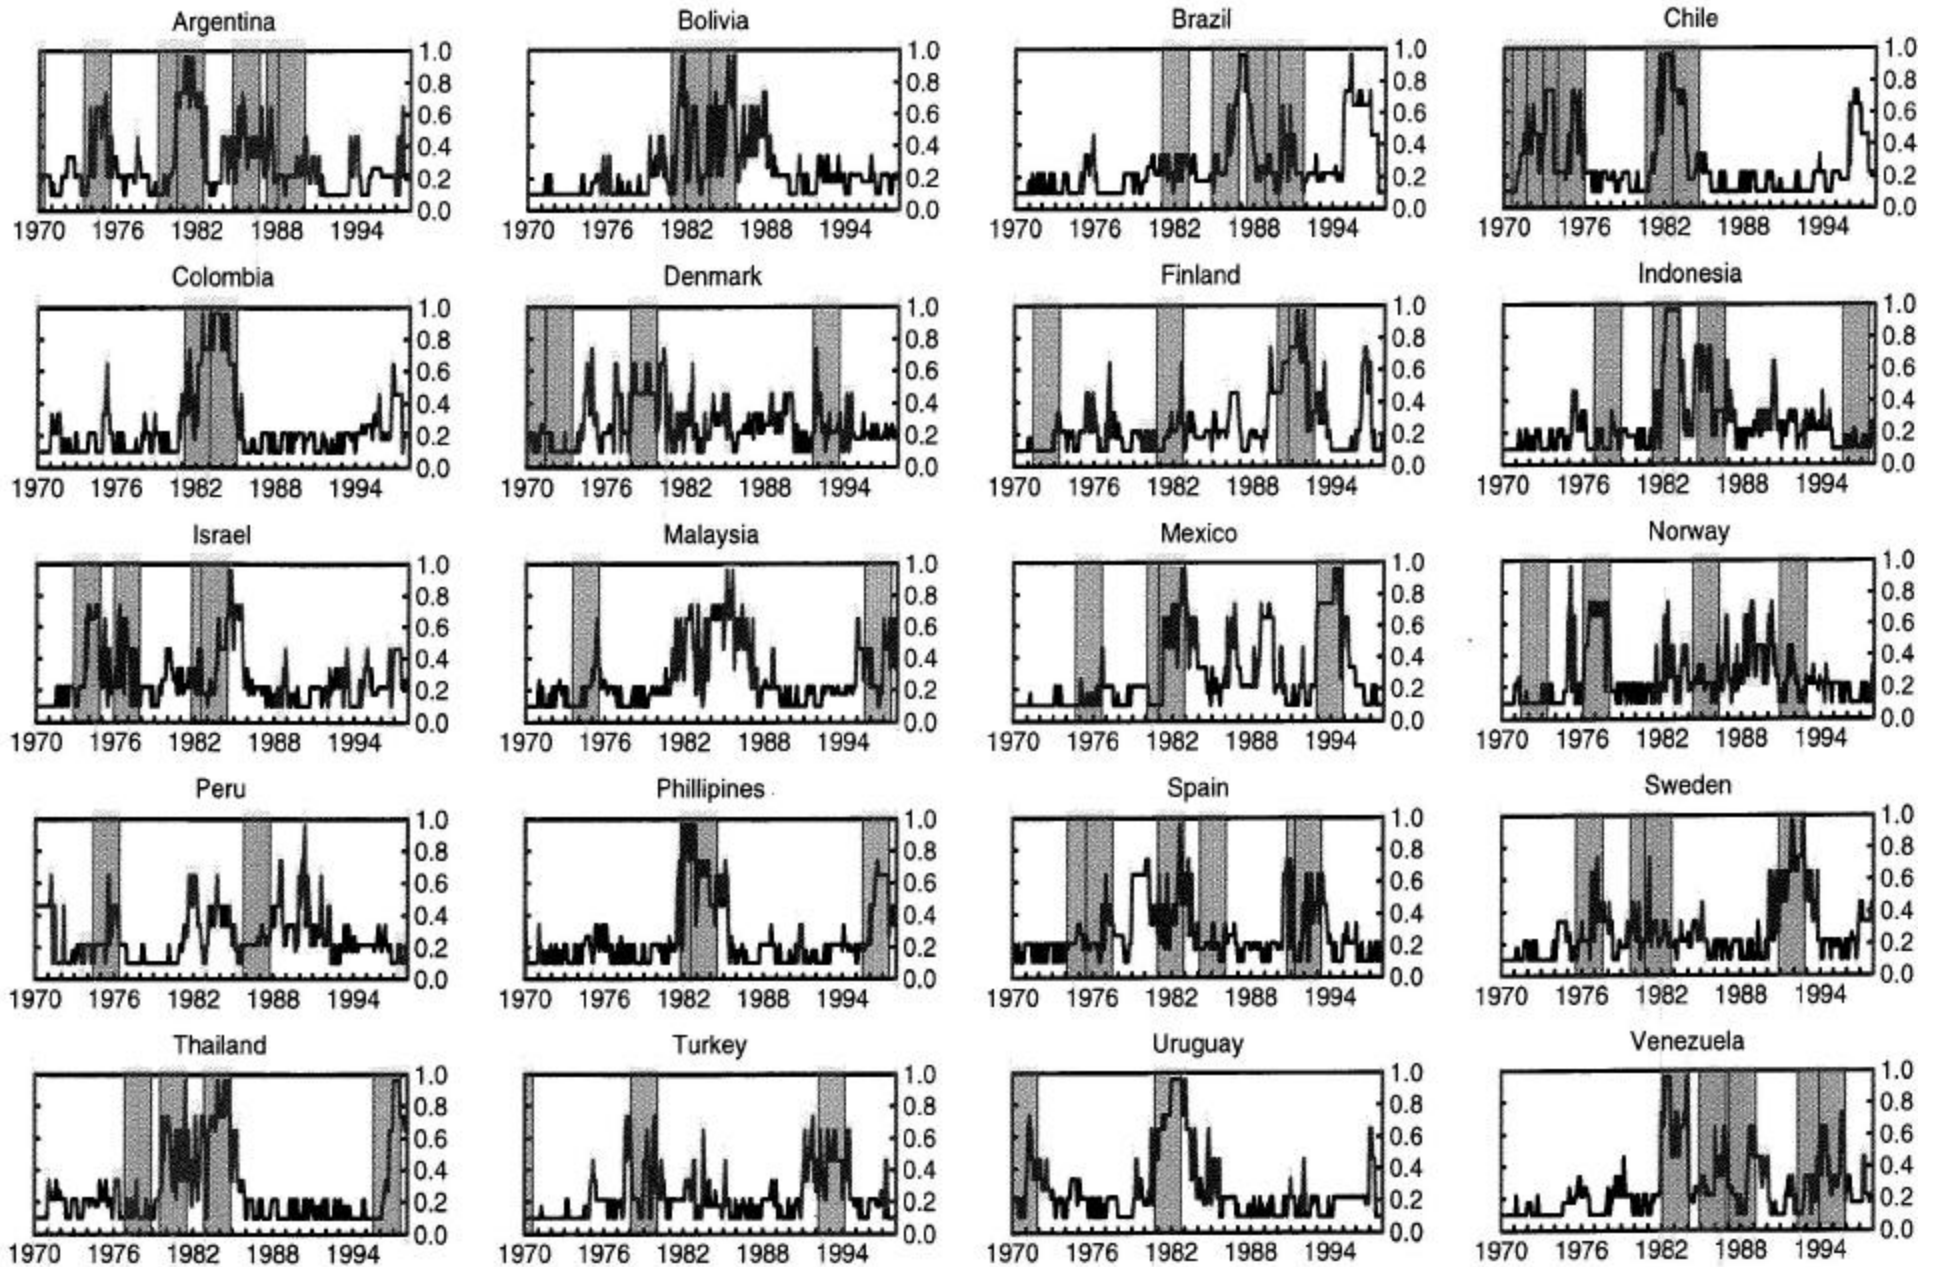 Argentina Bolivia Brazil Chile
1.0 1.0 1.0 1.0
0.8 0.8 0.8 0.8
0.6 0.6 0.6 0.6
0.4 0.4 0.4 0.4
0.2 0.2 0.2 0.2
0.0 0.0 0.0 0.0
1970 1976 1982 1988 1994 1970 1976 1982 1988 1994 1970 1976 1982 1988 1994 1970 1976 1982 1988 1994
Colombia Denmark Finland Indonesia
1.0 1.0 1.0 1.0
0.8 0.8 0.8 0.8
0.6 0.6 0.6 0.6
0.4 0.4 0.4 0.4
0.2 0.2 0.2 0.2
0.0 0.0 0.0 0.0
1970 1976 1982 1988 1994 1970 1976 1982 1988 1994 1970 1976 1982 1988 1994 1970 1976 1982 1988 1994
Israel Malaysia Mexico Norway
1.0 1.0 1.0 1.0
0.8 0.8 0.8 0.8
0.6 0.6 0.6 0.6
0.4 0.4 0.4 0.4
0.2 0.2 0.2 0.2
0.0 0.0 0.0 0.0
1970 1976 1982 1988 1994 1970 1976 1982 1988 1994 1970 1976 1982 1988 1994 1970 1976 1982 1988 1994
Peru Phillipines Spain Sweden
1.0 1.0 1.0 1.0
0.8 0.8 0.8 0.8
0.6 0.6 0.6 0.6
0.4 0.4 0.4 0.4
0.2 0.2 0.2 0.2
0.0 0.0 0.0 0.0
1970 1976 1982 1988 1994 1970 1976 1982 1988 1994 1970 1976 1982 1988 1994 1970 1976 1982 1988 1994
Thailand Turkey Uruguay Venezuela
1.0 1.0 1.0 1.0
0.8 0.8 0.8 0.8
0.6 0.6 0.6 0.6
0.4 0.4 0.4 0.4
0.2 0.2 0.2 0.2
0.0 0.0 0.0 0.0
1970 1976 1982 1988 1994 1970 1976 1982 1988 1994 1970 1976 1982 1988 1994 1970 1976 1982 1988 1994